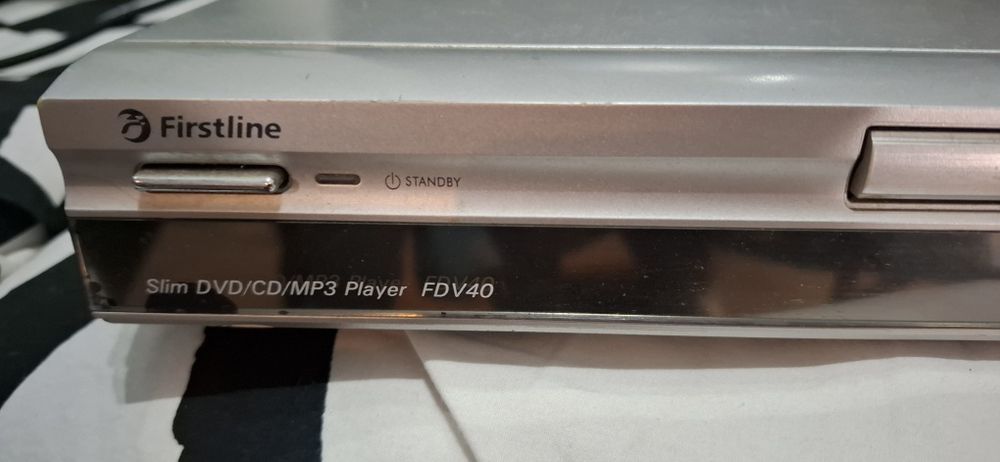 Firstline
STANDBY
Slim DVD/CD/MP3 Player FDV40